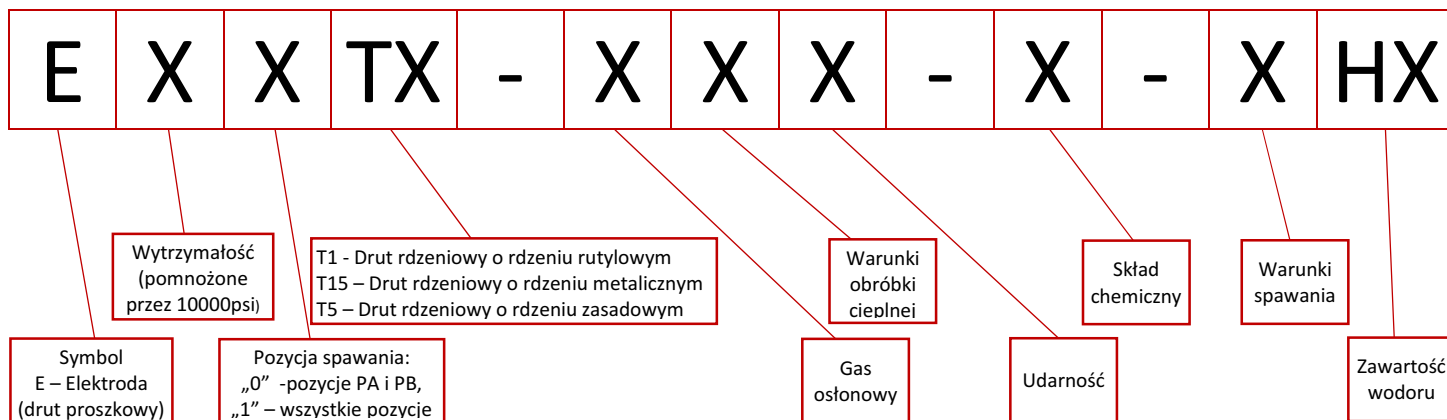 E X X TX - X X X - X - X HX
Wytrzymałość
(pomnożone
przez 10000psi)
T1 - Drut rdzeniowy o rdzeniu rutylowym
T15 – Drut rdzeniowy o rdzeniu metalicznym
T5 – Drut rdzeniowy o rdzeniu zasadowym
Warunki
obróbki
cieplnej
Skład
chemiczny
Warunki
spawania
Symbol
E – Elektroda
(drut proszkowy)
Pozycja spawania:
„0” -pozycje PA i PB,
„1” – wszystkie pozycje
Gas
osłonowy
Udarność
Zawartość
wodoru